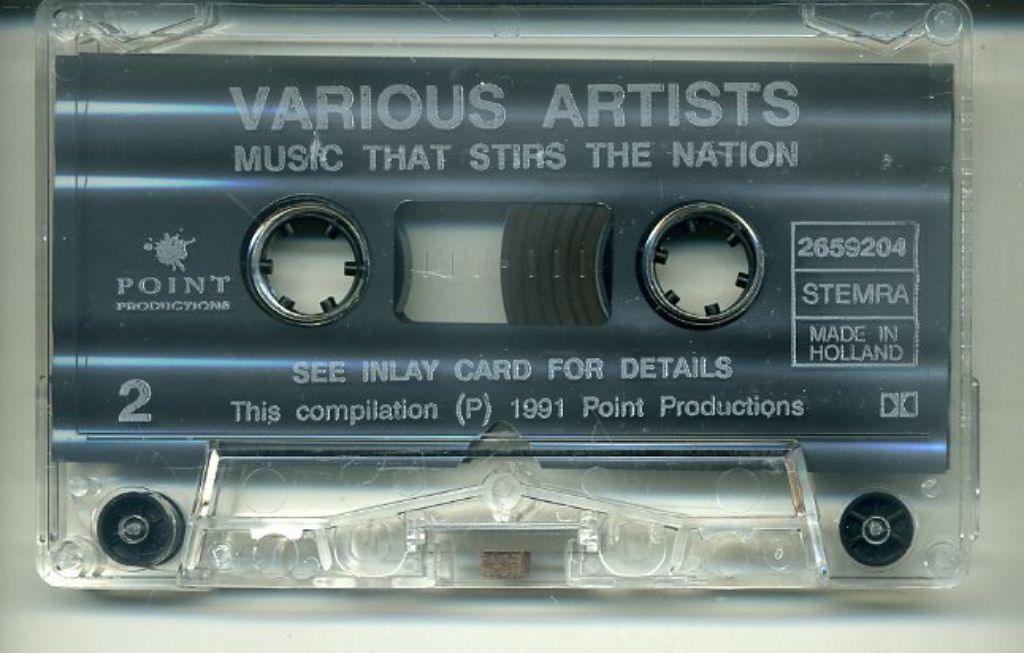 VARIOUS ARTISTS
MUSIC THAT STIRS THE NATION
POINT
PRODUCTIONS
2659204
STEMRA
MADE IN
HOLLAND
SEE INLAY CARD FOR DETAILS
2
This compilation (P) 1991 Point Productions